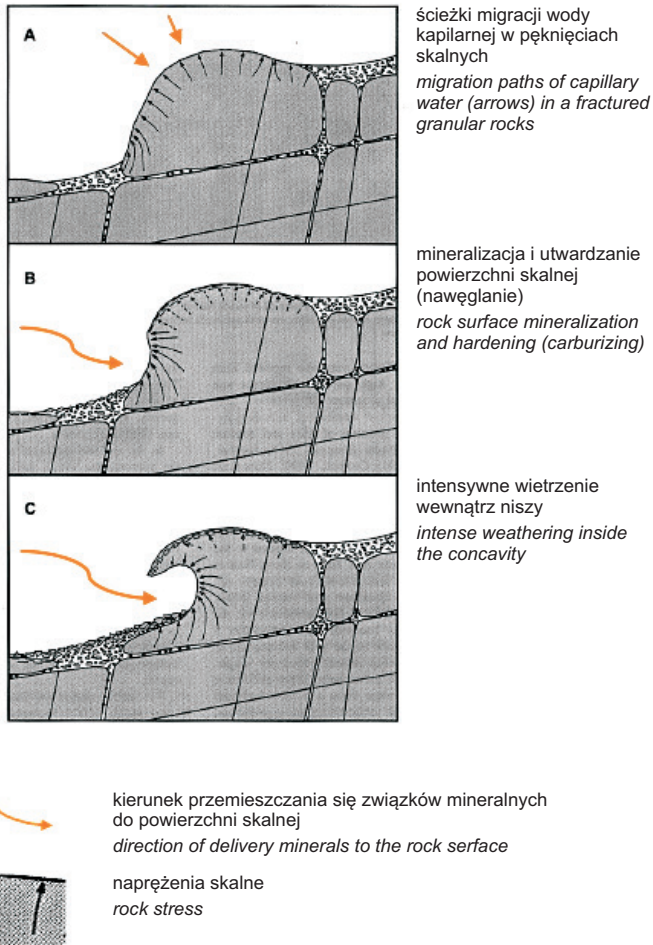 A
ścieżki migracji wody
kapilarnej w pęknięciach
skalnych
migration paths of capillary
water (arrows) in a fractured
granular rocks
B
mineralizacja i utwardzanie
powierzchni skalnej
(nawęglanie)
rock surface mineralization
and hardening (carburizing)
C
intensywne wietrzenie
wewnątrz niszy
intense weathering inside
the concavity
kierunek przemieszczania się związków mineralnych
do powierzchni skalnej
direction of delivery minerals to the rock serface
naprężenia skalne
rock stress